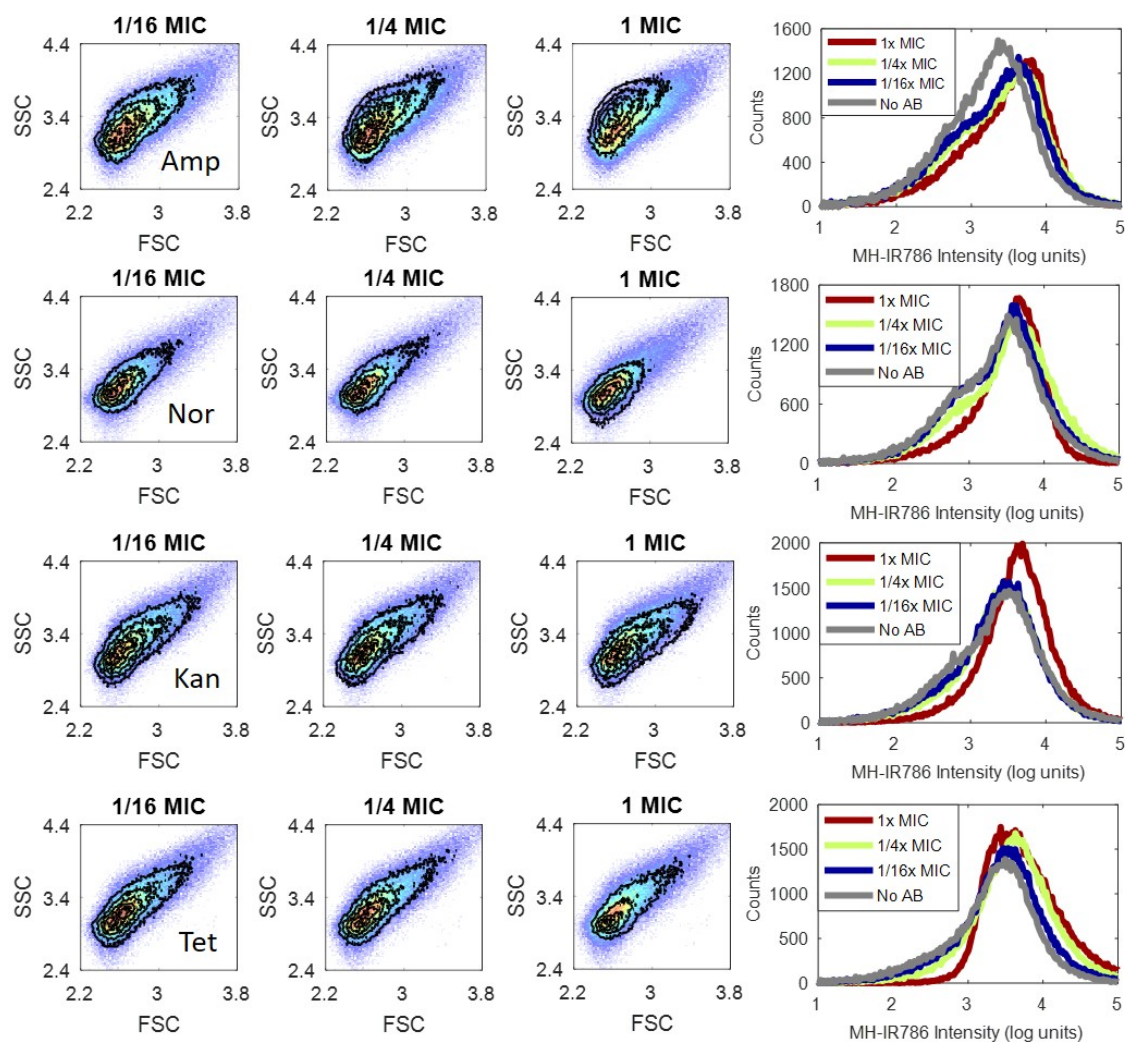 1/16 MIC 1/4 MIC 1 MIC
4.4 4.4 4.4
SSC SSC SSC
3.4 3.4 3.4
Amp
2.4 2.4 2.4
2.2 3 3.8 2.2 3 3.8 2.2 3 3.8
FSC FSC FSC
1600
1200
800
400
0
Counts
1x MIC
1/4x MIC
1/16x MIC
No AB
1 2 3 4 5
MH-IR786 Intensity (log units)
1/16 MIC 1/4 MIC 1 MIC
4.4 4.4 4.4
SSC SSC SSC
3.4 3.4 3.4
Nor
2.4 2.4 2.4
2.2 3 3.8 2.2 3 3.8 2.2 3 3.8
FSC FSC FSC
1800
1200
600
0
Counts
1x MIC
1/4x MIC
1/16x MIC
No AB
1 2 3 4 5
MH-IR786 Intensity (log units)
1/16 MIC 1/4 MIC 1 MIC
4.4 4.4 4.4
SSC SSC SSC
3.4 3.4 3.4
Kan
2.4 2.4 2.4
2.2 3 3.8 2.2 3 3.8 2.2 3 3.8
FSC FSC FSC
2000
1500
1000
500
0
Counts
1x MIC
1/4x MIC
1/16x MIC
No AB
1 2 3 4 5
MH-IR786 Intensity (log units)
1/16 MIC 1/4 MIC 1 MIC
4.4 4.4 4.4
SSC SSC SSC
3.4 3.4 3.4
Tet
2.4 2.4 2.4
2.2 3 3.8 2.2 3 3.8 2.2 3 3.8
FSC FSC FSC
2000
1500
1000
500
0
Counts
1x MIC
1/4x MIC
1/16x MIC
No AB
1 2 3 4 5
MH-IR786 Intensity (log units)